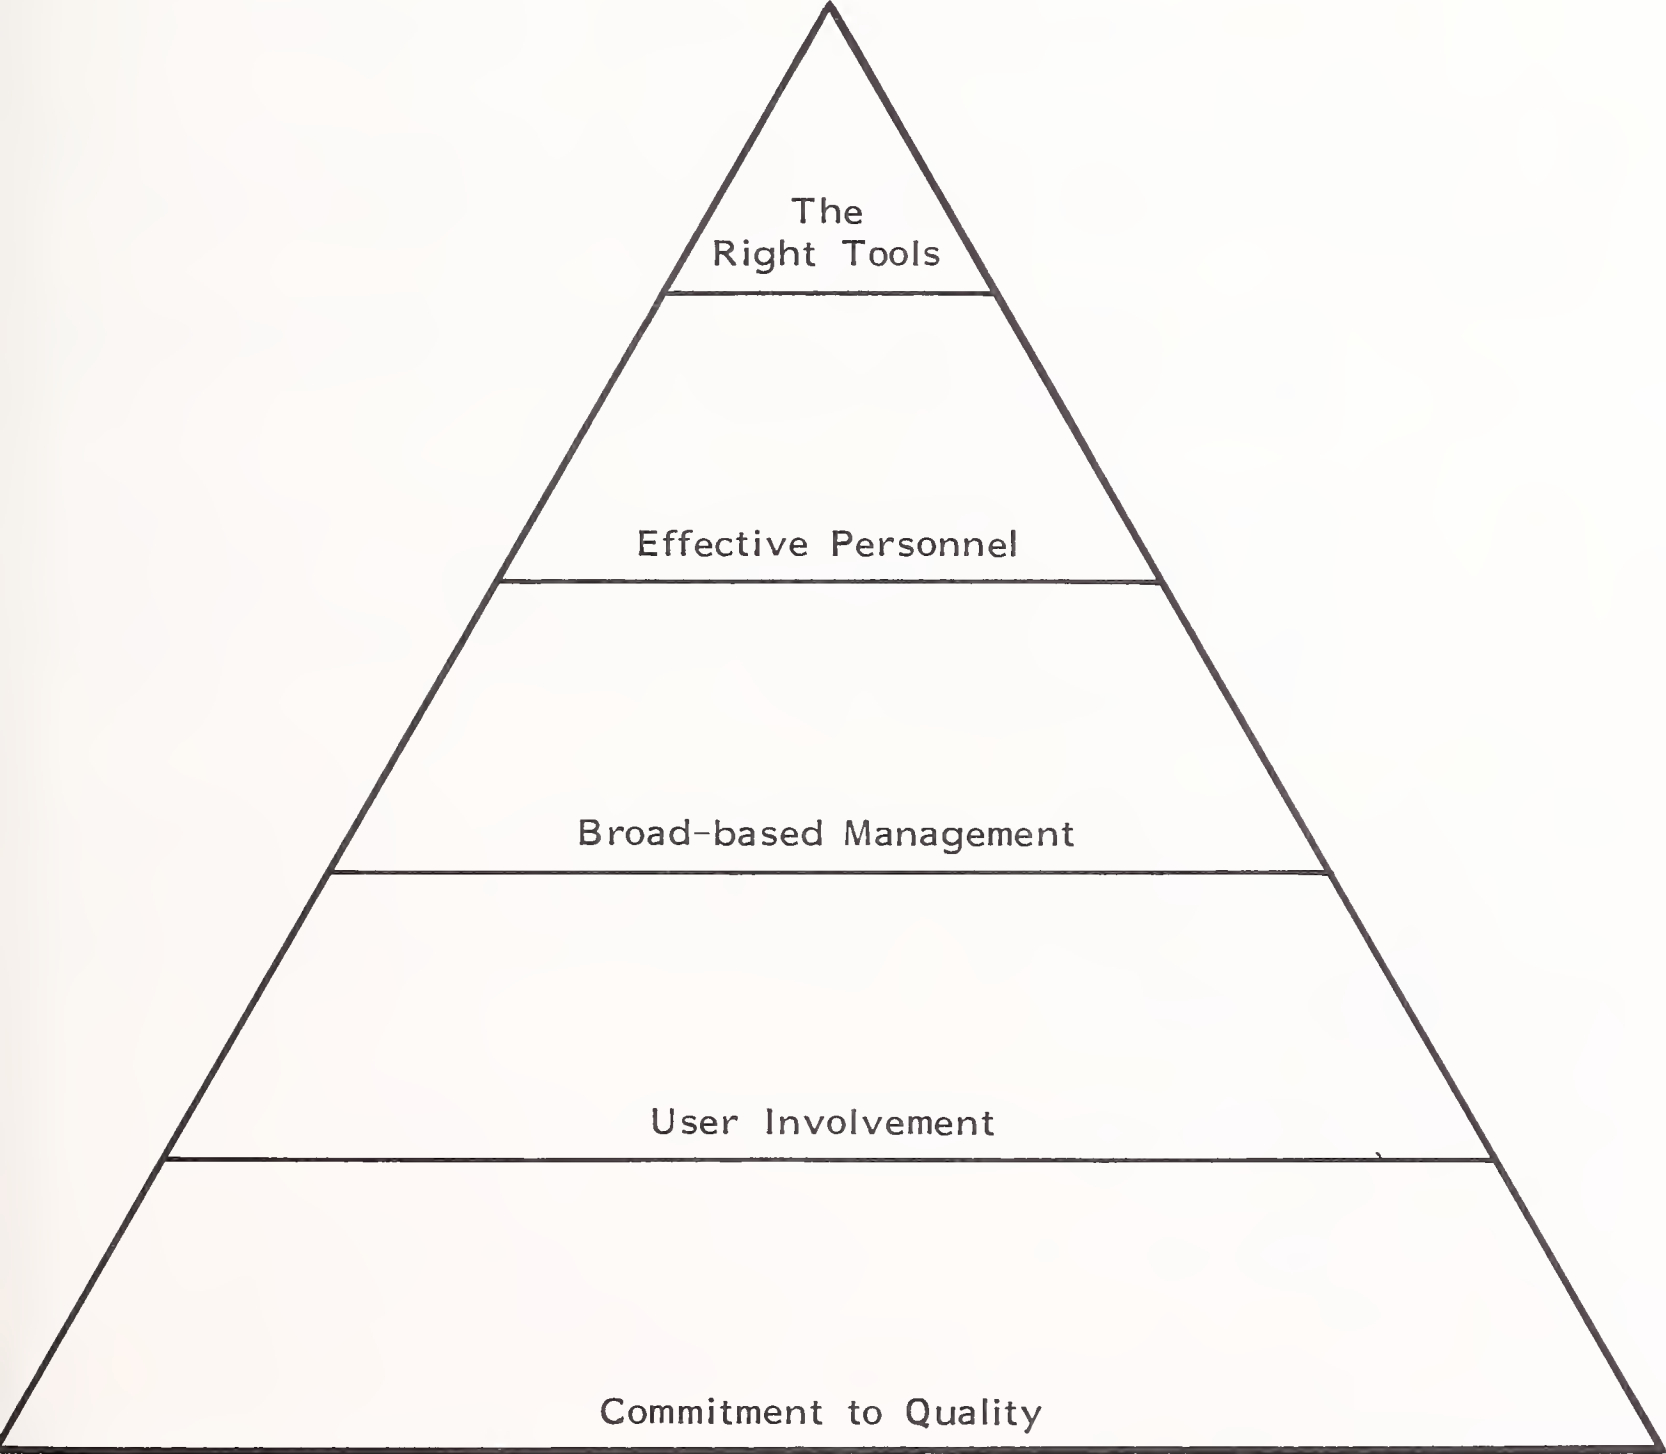 The
Right Tools
Effective Personnel
Broad-based Management
User Involvement
Commitment to Quality